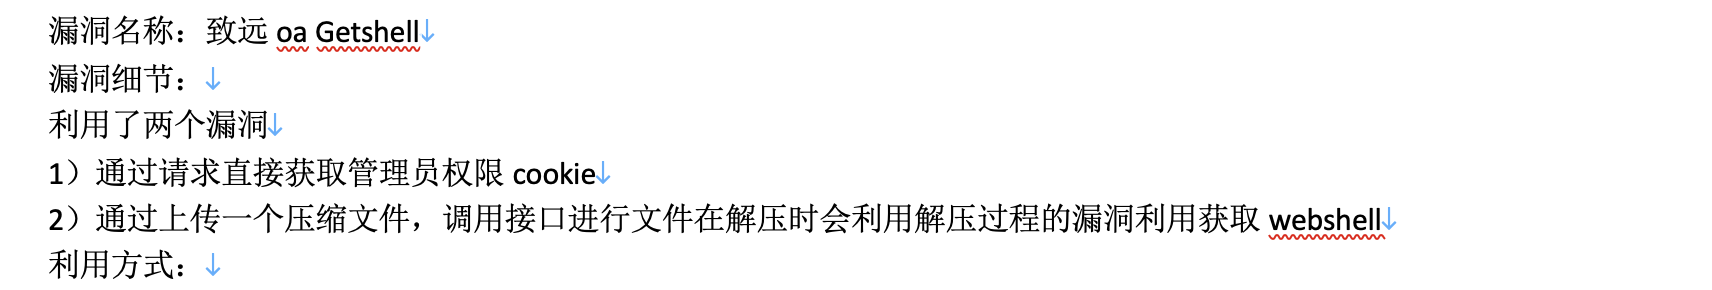 漏洞名称：致远 oa Getshell↓
漏洞细节：↓
利用了两个漏洞↓
1）通过请求直接获取管理员权限 cookie↓
2）通过上传一个压缩文件，调用接口进行文件在解压时会利用解压过程的漏洞利用获取 webshell↓
利用方式：↓